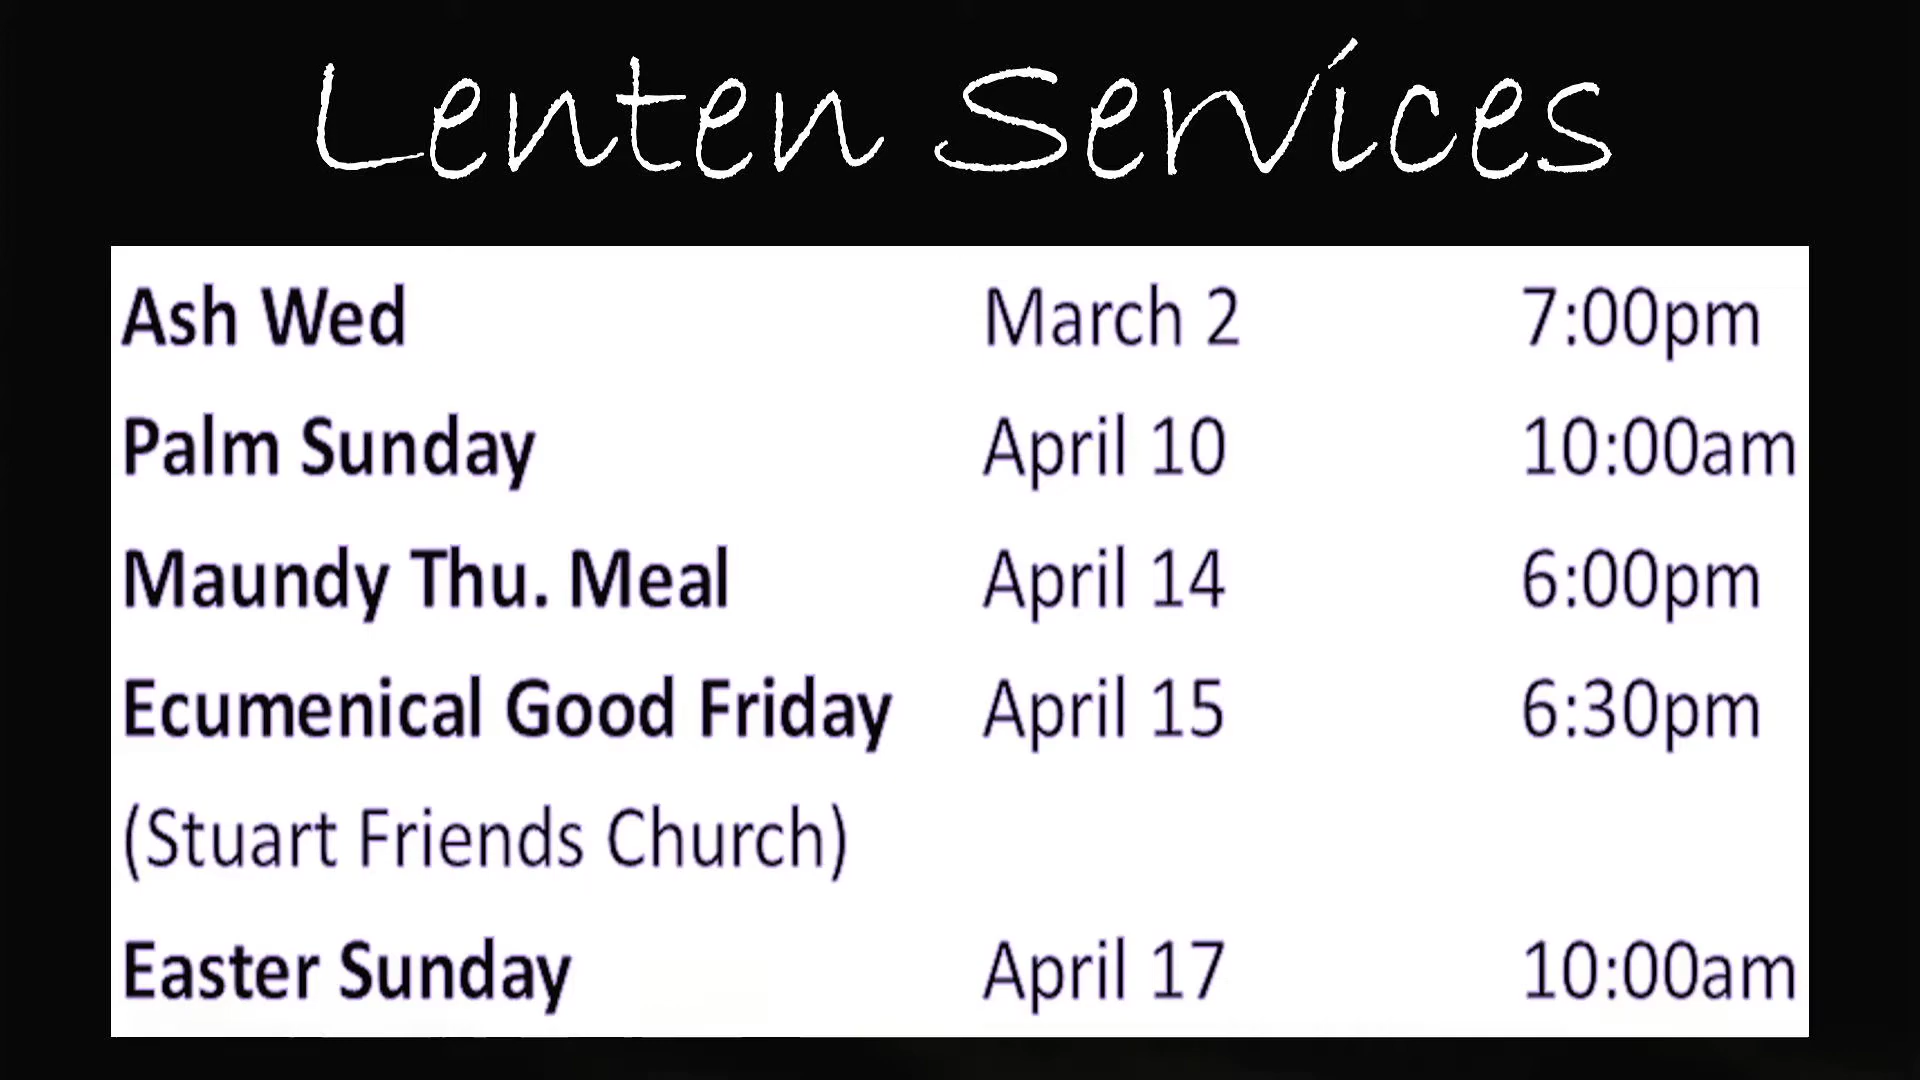 Lenten Services
Ash Wed March 2 7:00pm
Palm Sunday April 10 10:00am
Maundy Thu. Meal April 14 6:00pm
Ecumenical Good Friday April 15 6:30pm
(Stuart Friends Church)
Easter Sunday April 17 10:00am